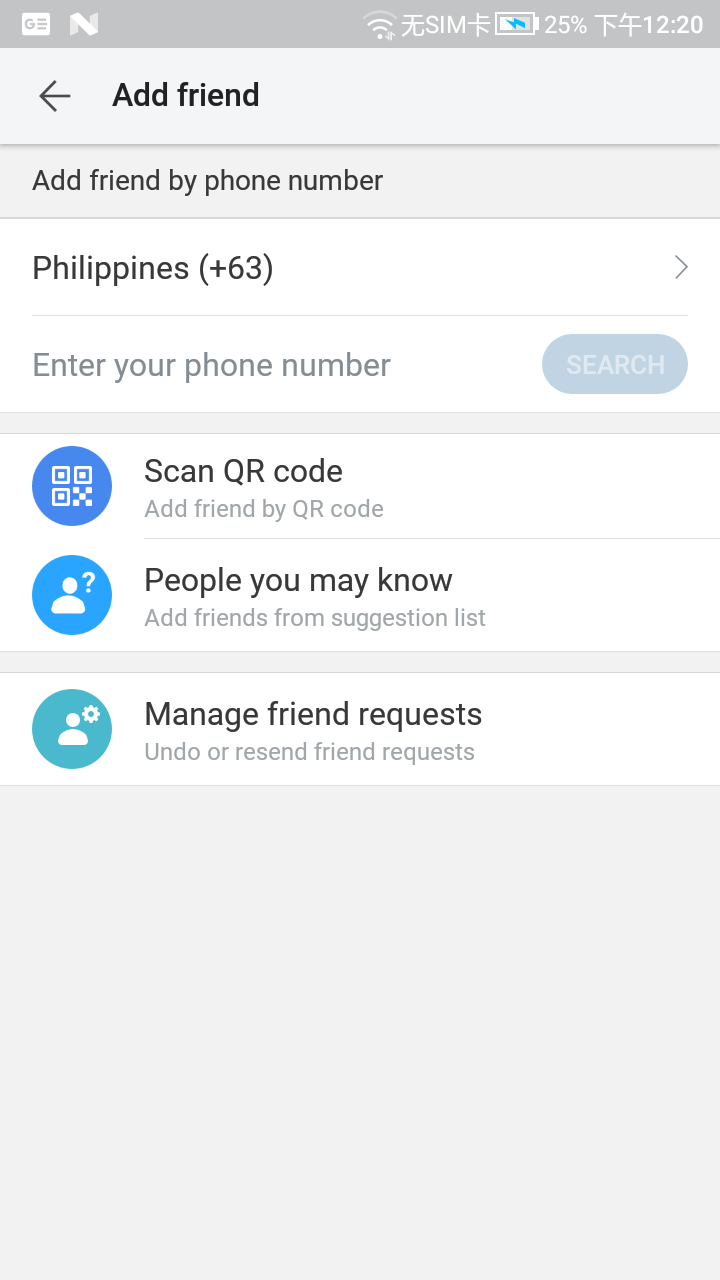 无SIM卡 25% 下午12:20
Add friend
Add friend by phone number
Philippines (+63)
Enter your phone number
SEARCH
Scan QR code
Add friend by QR code
People you may know
Add friends from suggestion list
Manage friend requests
Undo or resend friend requests